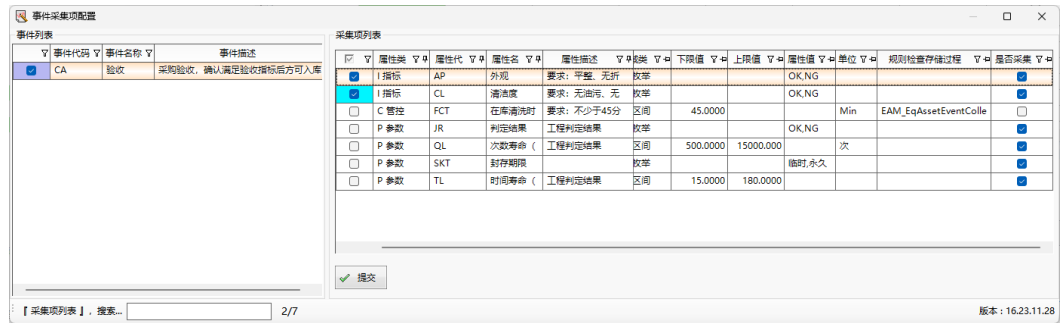 事件采集项配置
事件列表
事件代码 事件名称 事件描述
CA 验收 采购验收，确认满足验收指标后方可入库
采集项列表
属性类 属性代 属性名 属性描述 下限值 上限值 属性值 单位 规则检查存储过程 是否采集
I 指标 AP 外观 要求：平整、无折 枚举 OK,NG
I 指标 CL 清洁度 要求：无油污、无 枚举 OK,NG
C 管控 FCT 在库清洗时 要求：不少于45分 区间 45.0000 Min EAM_EqAssetEventColle
P 参数 JR 判定结果 工程判定结果 枚举 OK,NG
P 参数 QL 次数寿命（ 工程判定结果 区间 500.0000 15000.000 次
P 参数 SKT 封存期限 枚举 临时,永久
P 参数 TL 时间寿命（ 工程判定结果 区间 15.0000 180.0000
提交
『 采集项列表 』, 搜索... 2/7
版本：16.23.11.28